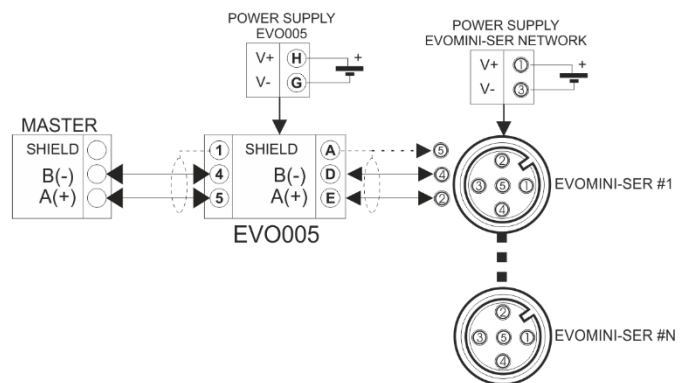 POWER SUPPLY
EVO005
V+ H +
V- G
POWER SUPPLY
EVOMINI-SER NETWORK
V+ 1 +
V- 3
MASTER
SHIELD
B(-)
A(+)
1 SHIELD A
4 B(-) D
5 A(+) E
EVO005
5
4
2
2
3 5 1
4
EVOMINI-SER #1
2
3 5 1
4
EVOMINI-SER #N